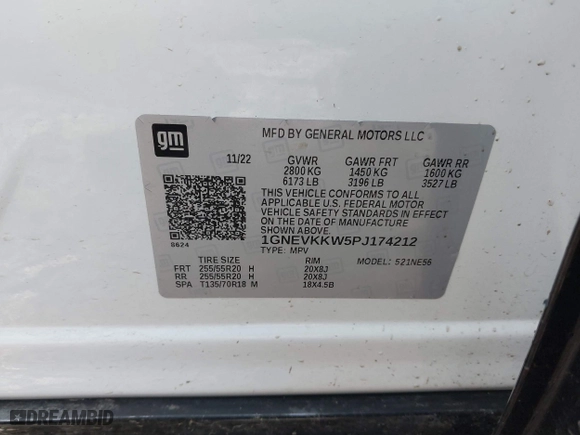 gm
MFD BY GENERAL MOTORS LLC
11/22 GVWR GAWR FRT GAWR RR
2800 KG 1450 KG 1600 KG
6173 LB 3196 LB 3527 LB
THIS VEHICLE CONFORMS TO ALL
APPLICABLE U.S. FEDERAL MOTOR
VEHICLE SAFETY STANDARDS IN EFFECT
ON THE DATE OF MANUFACTURE
SHOWN ABOVE.
8624
1GNEVKKW5PJ174212
TYPE: MPV MODEL: 521NE56
TIRE SIZE RIM
FRT 255/55R20 H 20X8J
RR 255/55R20 H 20X8J
SPA T135/70R18 M 18X4.5B
DREAMBID